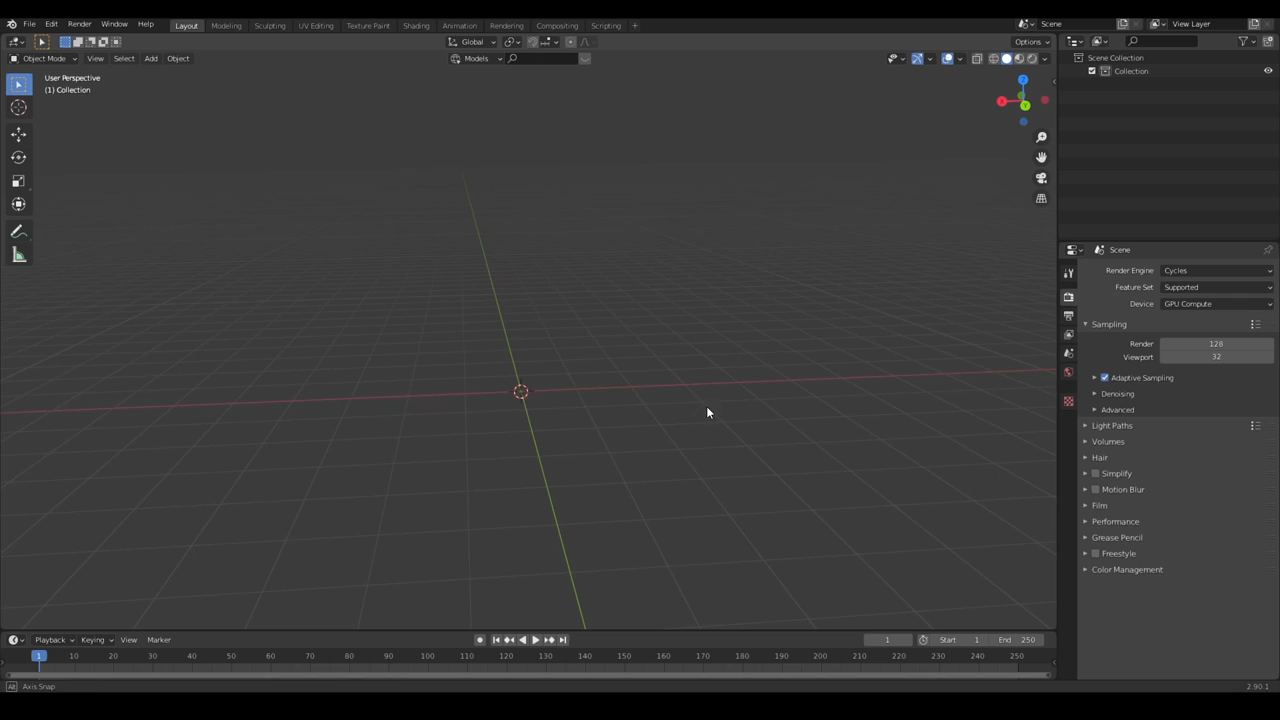 File Edit Render Window Help Layout Modeling Sculpting UV Editing Texture Paint Shading Animation Rendering Compositing Scripting + Scene View Layer
Global Options
Object Mode View Select Add Object Models
User Perspective
(1) Collection
Z
X
Y
Scene Collection
Collection
Scene
Render Engine Cycles
Feature Set Supported
Device GPU Compute
Sampling
Render 128
Viewport 32
Adaptive Sampling
Denoising
Advanced
Light Paths
Volumes
Hair
Simplify
Motion Blur
Film
Performance
Grease Pencil
Freestyle
Color Management
Playback Keying View Marker 1 Start 1 End 250
1 10 20 30 40 50 60 70 80 90 100 110 120 130 140 150 160 170 180 190 200 210 220 230 240 250
Alt Axis Snap 2.90.1